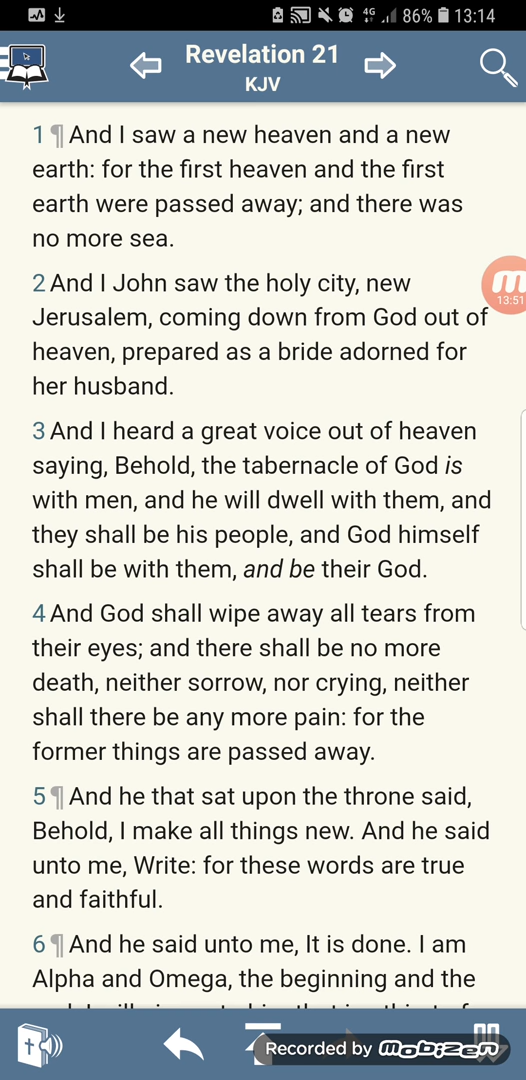 4G 86% 13:14
Revelation 21
KJV
1 ¶ And I saw a new heaven and a new
earth: for the first heaven and the first
earth were passed away; and there was
no more sea.
13:51
2 And I John saw the holy city, new
Jerusalem, coming down from God out of
heaven, prepared as a bride adorned for
her husband.
3 And I heard a great voice out of heaven
saying, Behold, the tabernacle of God is
with men, and he will dwell with them, and
they shall be his people, and God himself
shall be with them, and be their God.
4 And God shall wipe away all tears from
their eyes; and there shall be no more
death, neither sorrow, nor crying, neither
shall there be any more pain: for the
former things are passed away.
5 ¶ And he that sat upon the throne said,
Behold, I make all things new. And he said
unto me, Write: for these words are true
and faithful.
6 ¶ And he said unto me, It is done. I am
Alpha and Omega, the beginning and the
Recorded by mobizen